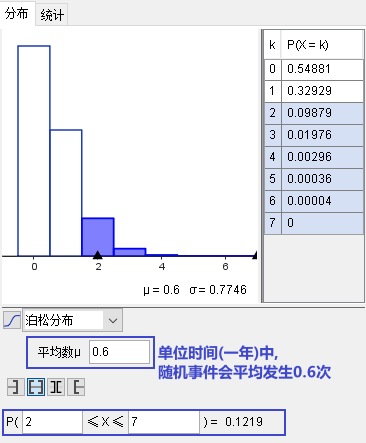 分布 统计
k P(X = k)
0 0.54881
1 0.32929
2 0.09879
3 0.01976
4 0.00296
5 0.00036
6 0.00004
7 0
0 2 4 6
μ = 0.6 σ = 0.7746
泊松分布
平均数μ 0.6
单位时间(一年)中,
随机事件会平均发生0.6次
P( 2 ≤ X ≤ 7 ) = 0.1219